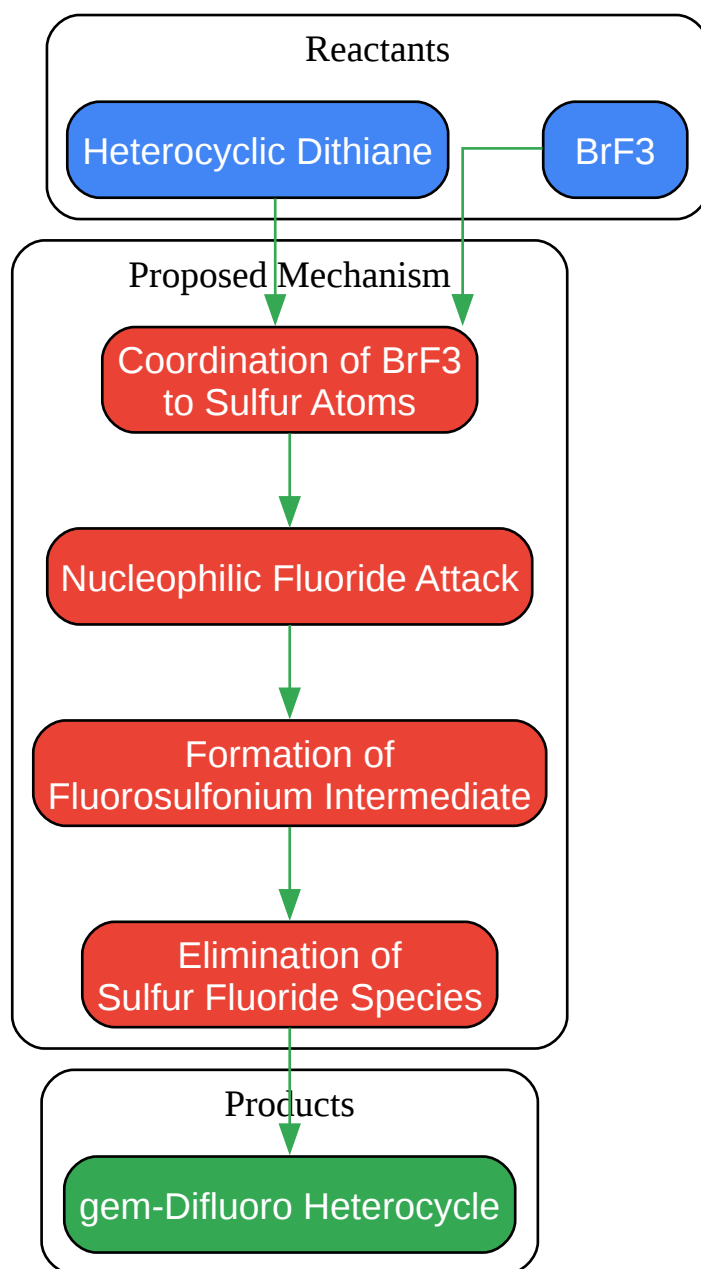 Reactants
Heterocyclic Dithiane
BrF3
Proposed Mechanism
Coordination of BrF3
to Sulfur Atoms
Nucleophilic Fluoride Attack
Formation of
Fluorosulfonium Intermediate
Elimination of
Sulfur Fluoride Species
Products
gem-Difluoro Heterocycle